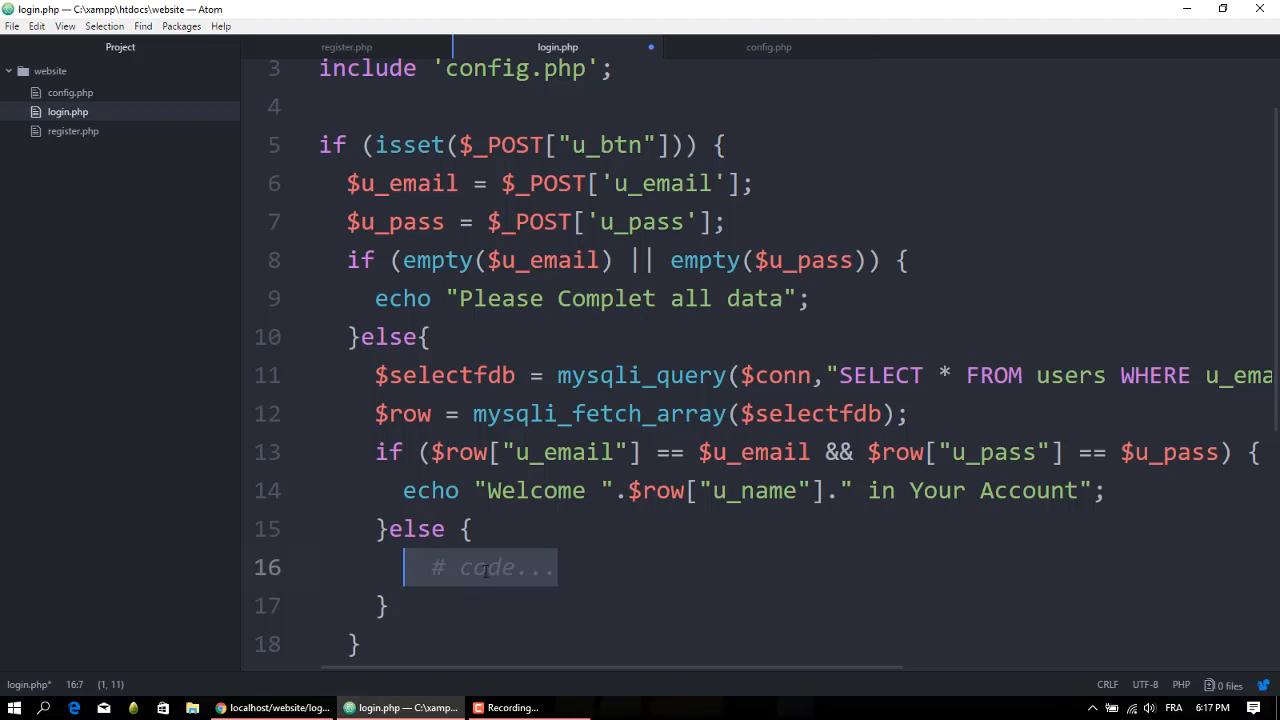 login.php — C:\xampp\htdocs\website — Atom
File Edit View Selection Find Packages Help
Project
register.php login.php config.php
website
config.php
login.php
register.php
3 include 'config.php';
4
5 if (isset($_POST["u_btn"])) {
6 $u_email = $_POST['u_email'];
7 $u_pass = $_POST['u_pass'];
8 if (empty($u_email) || empty($u_pass)) {
9 echo "Please Complet all data";
10 }else{
11 $selectfdb = mysqli_query($conn,"SELECT * FROM users WHERE u_ema
12 $row = mysqli_fetch_array($selectfdb);
13 if ($row["u_email"] == $u_email && $row["u_pass"] == $u_pass) {
14 echo "Welcome ".$row["u_name"]." in Your Account";
15 }else {
16 # code...
17 }
18 }
login.php* 16:7 (1, 11) CRLF UTF-8 PHP 0 files
localhost/website/log... login.php — C:\xamp... Recording... FRA 6:17 PM